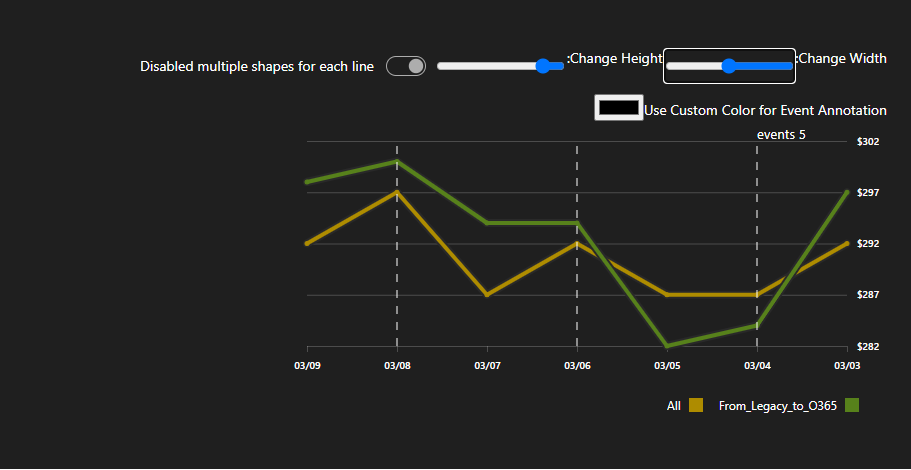 Disabled multiple shapes for each line
:Change Height
:Change Width
Use Custom Color for Event Annotation
events 5
$302
$297
$292
$287
$282
03/09 03/08 03/07 03/06 03/05 03/04 03/03
All From_Legacy_to_O365